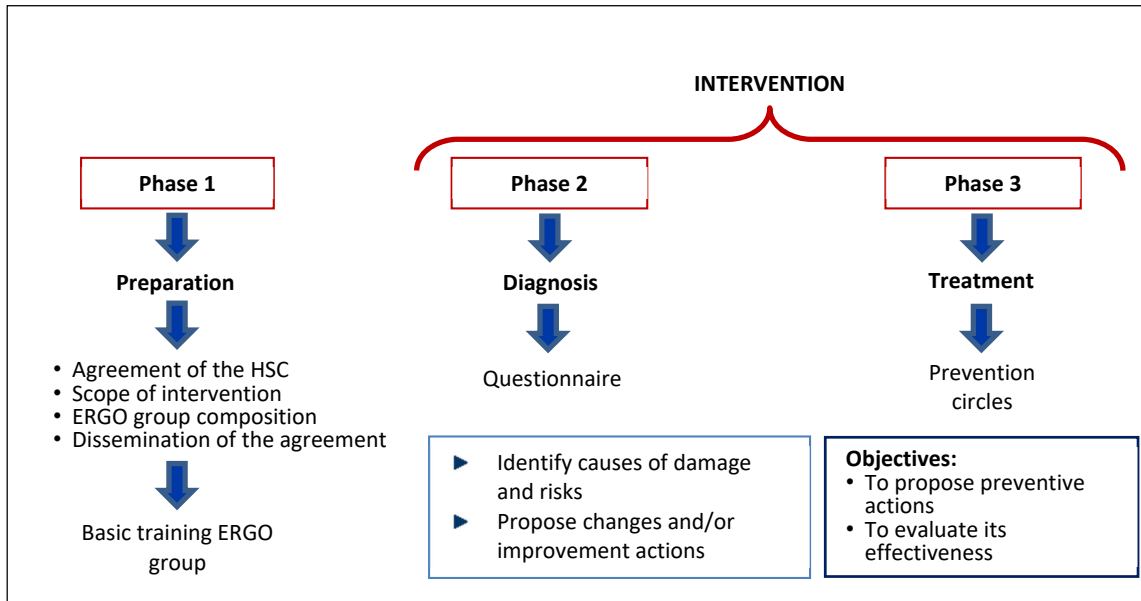 INTERVENTION
Phase 1
Preparation
• Agreement of the HSC
• Scope of intervention
• ERGO group composition
• Dissemination of the agreement
Basic training ERGO
group
Phase 2
Diagnosis
Questionnaire
Identify causes of damage
and risks
Propose changes and/or
improvement actions
Phase 3
Treatment
Prevention
circles
Objectives:
• To propose preventive
actions
• To evaluate its
effectiveness